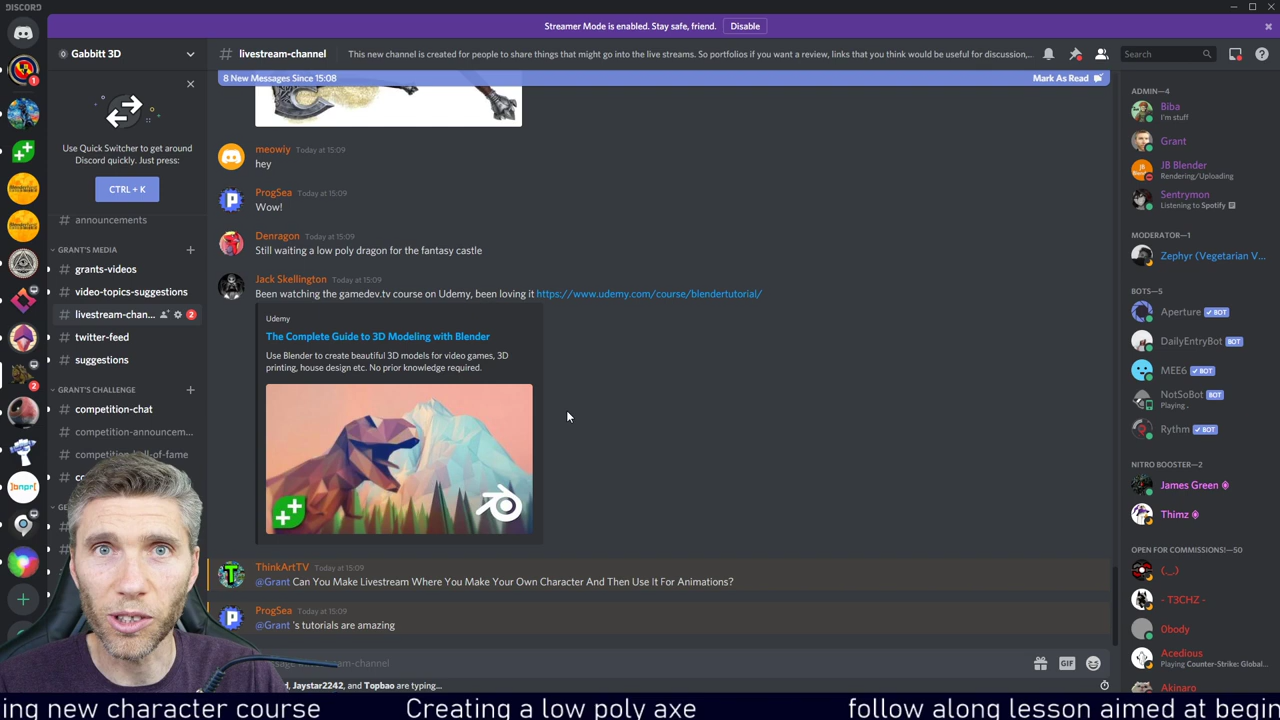 DISCORD
Streamer Mode is enabled. Stay safe, friend.
Disable
Gabbitt 3D
# livestream-channel
This new channel is created for people to share things that might go into the live streams. So portfolios if you want a review, links that you think would be useful for discussion,...
Search
8 New Messages Since 15:08
Mark As Read
Use Quick Switcher to get around
Discord quickly. Just press:
CTRL + K
# announcements
GRANT'S MEDIA
# grants-videos
# video-topics-suggestions
# livestream-chan...
2
# twitter-feed
# suggestions
GRANT'S CHALLENGE
# competition-chat
# competition-announcem...
competition-hall-of-fame
1
2
[bnpr]
meowiy Today at 15:09
hey
ProgSea Today at 15:09
Wow!
Denragon Today at 15:09
Still waiting a low poly dragon for the fantasy castle
Jack Skellington Today at 15:09
Been watching the gamedev.tv course on Udemy, been loving it https://www.udemy.com/course/blendertutorial/
Udemy
The Complete Guide to 3D Modeling with Blender
Use Blender to create beautiful 3D models for video games, 3D
printing, house design etc. No prior knowledge required.
ThinkArtTV Today at 15:09
@Grant Can You Make Livestream Where You Make Your Own Character And Then Use It For Animations?
ProgSea Today at 15:09
@Grant 's tutorials are amazing
GIF
Jaystar2242, and Topbao are typing...
ADMIN—4
Biba
I'm stuff
Grant
JB Blender
Rendering/Uploading
Sentrymon
Listening to Spotify
MODERATOR—1
Zephyr (Vegetarian V...
BOTS—5
Aperture ✓ BOT
DailyEntryBot BOT
MEE6 ✓ BOT
NotSoBot BOT
Playing .
Rythm ✓ BOT
NITRO BOOSTER—2
James Green
Thimz
OPEN FOR COMMISSIONS!—50
(._.)
- T3CHZ -
0body
Acedious
Playing Counter-Strike: Global...
Akinaro
ing new character course
Creating a low poly axe
follow along lesson aimed at begin